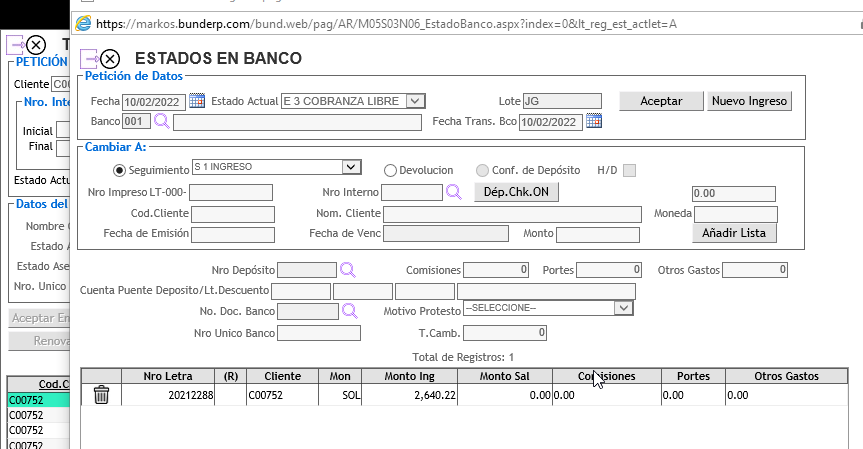 https://markos.bunderp.com/bund.web/pag/AR/M05S03N06_EstadoBanco.aspx?index=0&lt_reg_est_actlet=A
ESTADOS EN BANCO
Petición de Datos
Fecha 10/02/2022 Estado Actual E 3 COBRANZA LIBRE Lote JG Aceptar Nuevo Ingreso
Banco 001 Fecha Trans. Bco 10/02/2022
Cambiar A:
Seguimiento S 1 INGRESO Devolucion Conf. de Depósito H/D
Nro Impreso LT-000- Nro Interno Dép.Chk.ON 0.00
Cod.Cliente Nom. Cliente Moneda
Fecha de Emisión Fecha de Venc Monto Añadir Lista
Nro Depósito Comisiones 0 Portes 0 Otros Gastos 0
Cuenta Puente Deposito/Lt.Descuento
No. Doc. Banco Motivo Protesto --SELECCIONE--
Nro Unico Banco T.Camb. 0
Total de Registros: 1
Nro Letra (R) Cliente Mon Monto Ing Monto Sal Comisiones Portes Otros Gastos
20212288 C00752 SOL 2,640.22 0.00 0.00 0.00 0.00
PETICIÓN
Cliente
Nro. Inte
Inicial
Final
Estado Actu
Datos del
Nombre
Estado A
Estado Ase
Nro. Unico
Aceptar Em
Renova
Cod.C
C00752
C00752
C00752
C00752